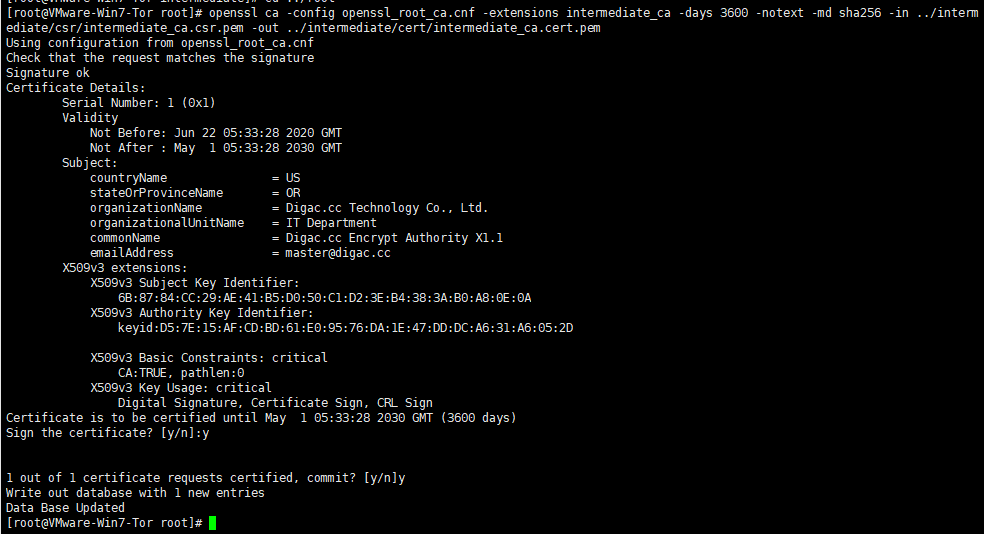 [root@VMware-Win7-Tor root]# openssl ca -config openssl_root_ca.cnf -extensions intermediate_ca -days 3600 -notext -md sha256 -in ../interm
ediate/csr/intermediate_ca.csr.pem -out ../intermediate/cert/intermediate_ca.cert.pem
Using configuration from openssl_root_ca.cnf
Check that the request matches the signature
Signature ok
Certificate Details:
        Serial Number: 1 (0x1)
        Validity
            Not Before: Jun 22 05:33:28 2020 GMT
            Not After : May  1 05:33:28 2030 GMT
        Subject:
            countryName               = US
            stateOrProvinceName       = OR
            organizationName          = Digac.cc Technology Co., Ltd.
            organizationalUnitName    = IT Department
            commonName                = Digac.cc Encrypt Authority X1.1
            emailAddress              = master@digac.cc
        X509v3 extensions:
            X509v3 Subject Key Identifier:
                6B:87:84:CC:29:AE:41:B5:D0:50:C1:D2:3E:B4:38:3A:B0:A8:0E:0A
            X509v3 Authority Key Identifier:
                keyid:D5:7E:15:AF:CD:BD:61:E0:95:76:DA:1E:47:DD:DC:A6:31:A6:05:2D

            X509v3 Basic Constraints: critical
                CA:TRUE, pathlen:0
            X509v3 Key Usage: critical
                Digital Signature, Certificate Sign, CRL Sign
Certificate is to be certified until May  1 05:33:28 2030 GMT (3600 days)
Sign the certificate? [y/n]:y


1 out of 1 certificate requests certified, commit? [y/n]y
Write out database with 1 new entries
Data Base Updated
[root@VMware-Win7-Tor root]#